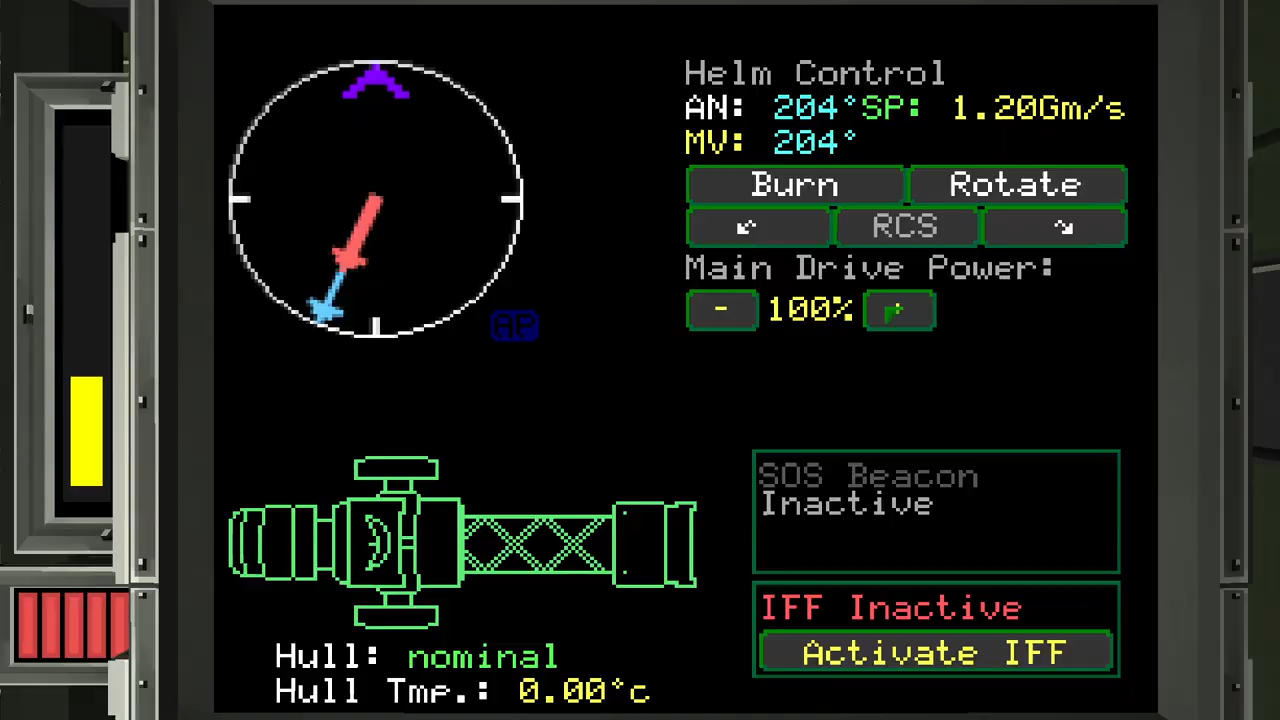 Helm Control
AN: 204° SP: 1.20Gm/s
MV: 204°
Burn Rotate
↙ RCS ↘
Main Drive Power:
- 100%
AP
SOS Beacon
Inactive
IFF Inactive
Activate IFF
Hull: nominal
Hull Tmp.: 0.00°c